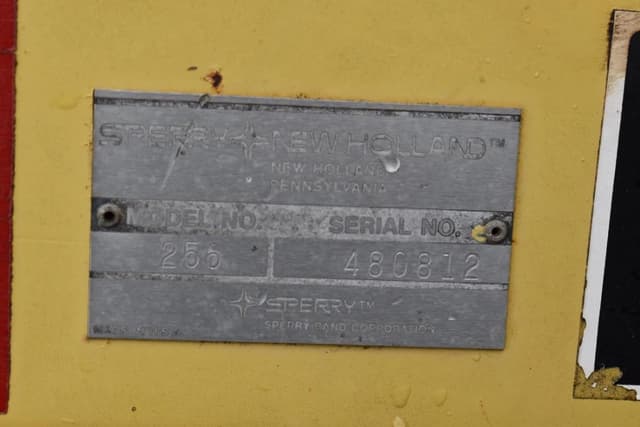 SPERRY NEW HOLLAND™
NEW HOLLAND
PENNSYLVANIA
MODEL NO. SERIAL NO.
256 480812
SPERRY™
SPERRY RAND CORPORATION